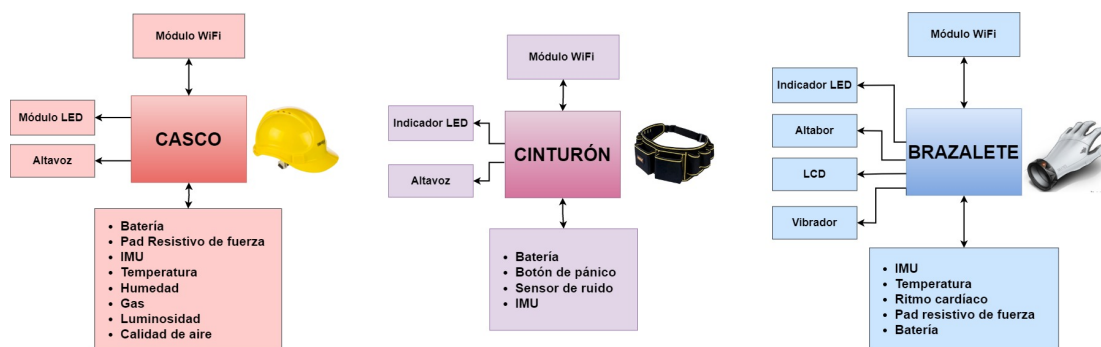 Módulo WiFi
Módulo LED
Altavoz
CASCO
Batería
Pad Resistivo de fuerza
IMU
Temperatura
Humedad
Gas
Luminosidad
Calidad de aire
Módulo WiFi
Indicador LED
Altavoz
CINTURÓN
Batería
Botón de pánico
Sensor de ruido
IMU
Módulo WiFi
Indicador LED
Altabor
LCD
Vibrador
BRAZALETE
IMU
Temperatura
Ritmo cardíaco
Pad resistivo de fuerza
Batería